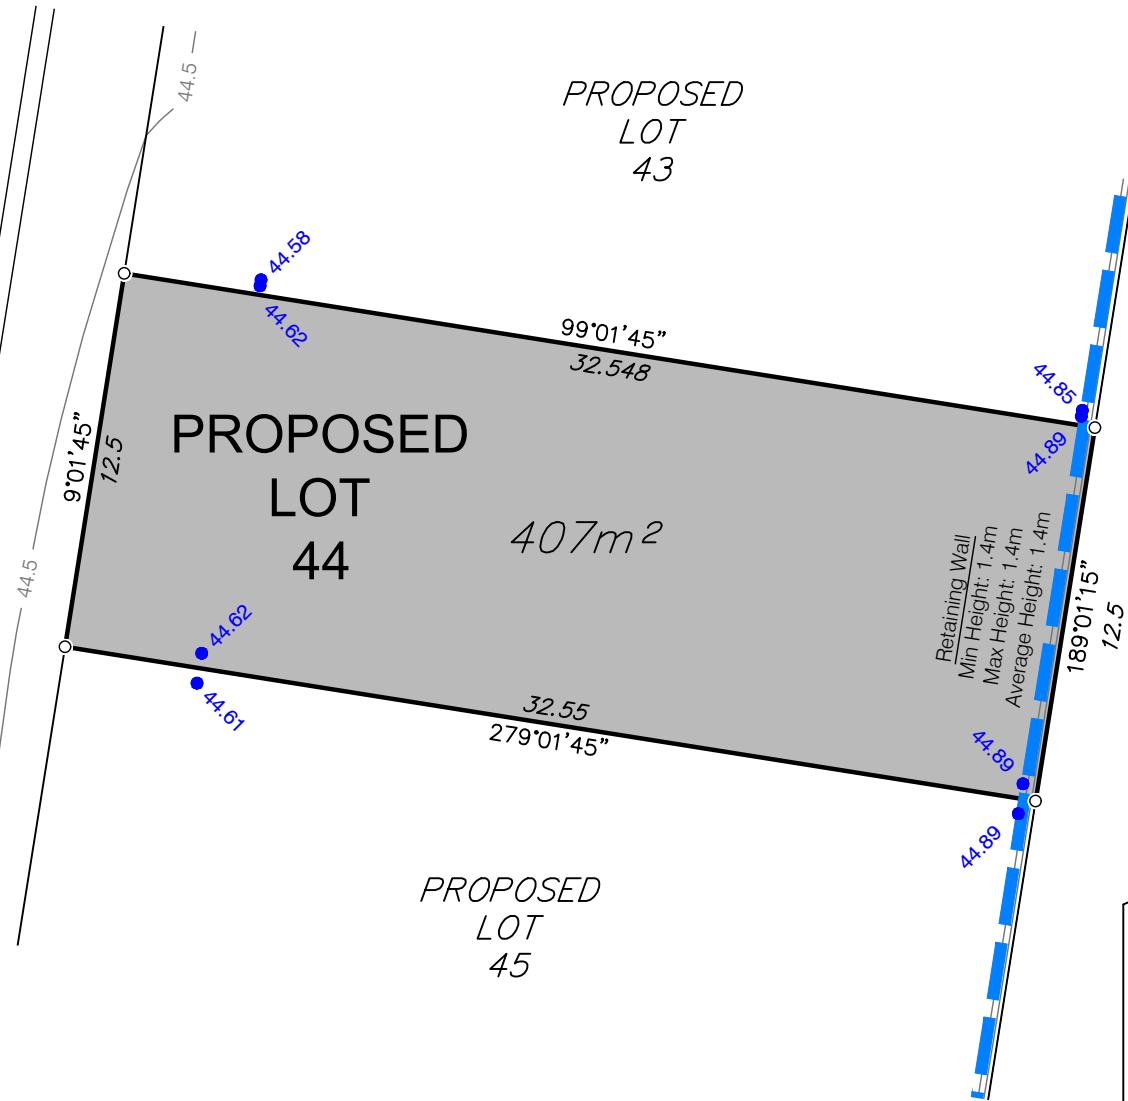 44.5
PROPOSED
LOT
43
44.58
44.62
99°01'45"
32.548
44.85
44.89
9°01'45"
12.5
PROPOSED
LOT
44
407m²
Retaining Wall
Min Height: 1.4m
Max Height: 1.4m
Average Height: 1.4m
189°01'15"
12.5
44.5
44.62
44.61
32.55
279°01'45"
44.89
44.89
PROPOSED
LOT
45